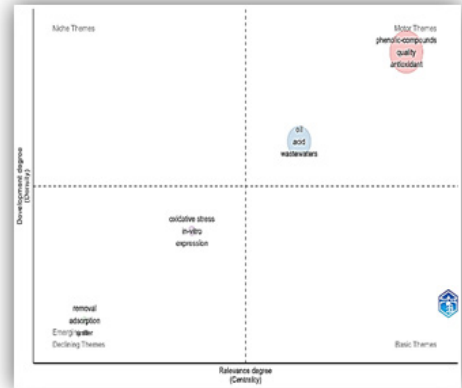 Niche Themes
Motor Themes
phenolic-compounds
quality
antioxidant
oil
acid
wastewaters
Development degree
(Density)
oxidative stress
in-vitro
expression
removal
adsorption
Declining Themes
Basic Themes
Relevance degree
(Centrality)